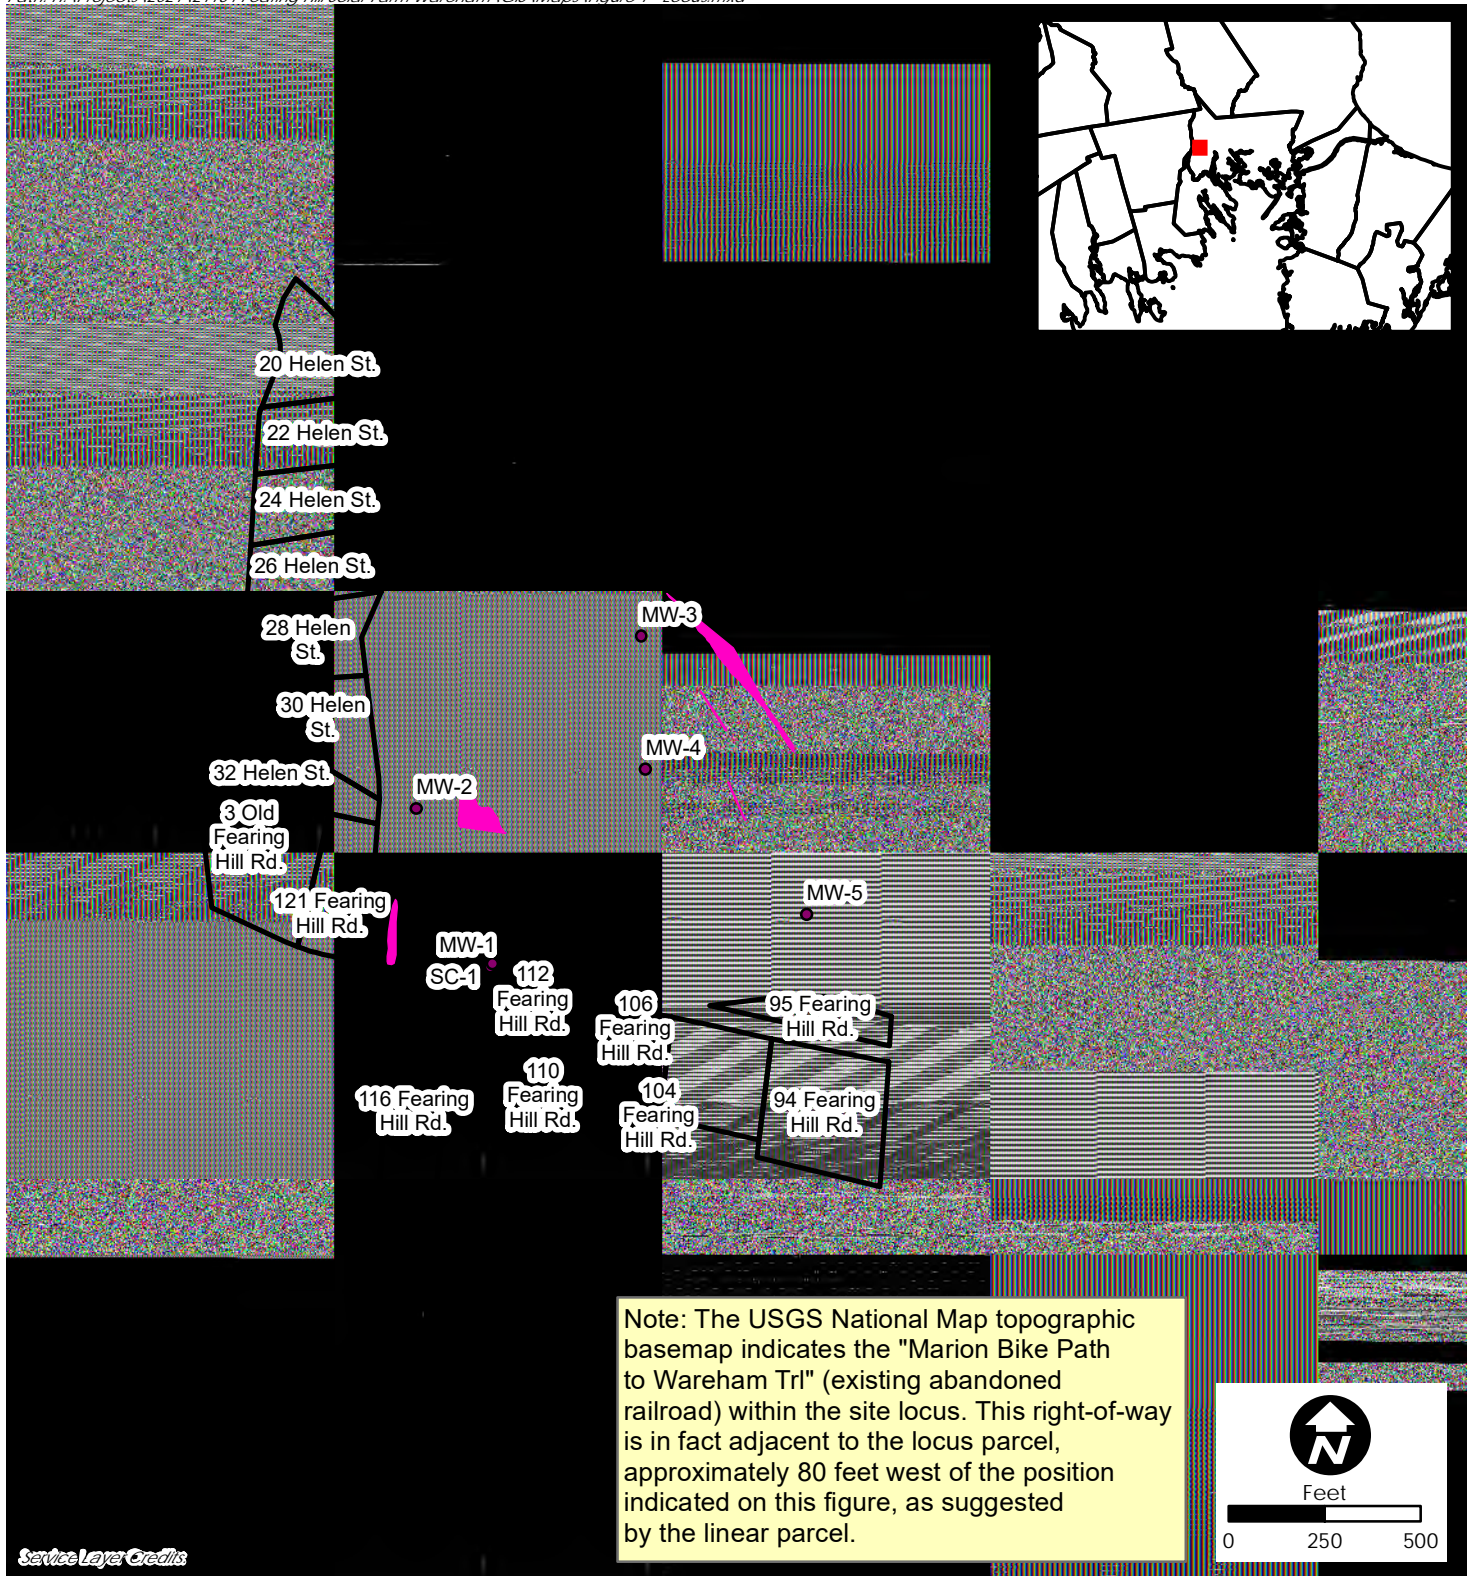 20 Helen St.
22 Helen St.
24 Helen St.
26 Helen St.
28 Helen
St.
30 Helen
St.
32 Helen St.
3 Old
Fearing
Hill Rd.
121 Fearing
Hill Rd.
MW-3
MW-4
MW-2
MW-5
MW-1
SC-1
112
Fearing
Hill Rd.
106
Fearing
Hill Rd.
95 Fearing
Hill Rd.
110
Fearing
Hill Rd.
116 Fearing
Hill Rd.
104
Fearing
Hill Rd.
94 Fearing
Hill Rd.
Note: The USGS National Map topographic
basemap indicates the "Marion Bike Path
to Wareham Trl" (existing abandoned
railroad) within the site locus. This right-of-way
is in fact adjacent to the locus parcel,
approximately 80 feet west of the position
indicated on this figure, as suggested
by the linear parcel.
N
Feet
0 250 500
Service Layer Credits: